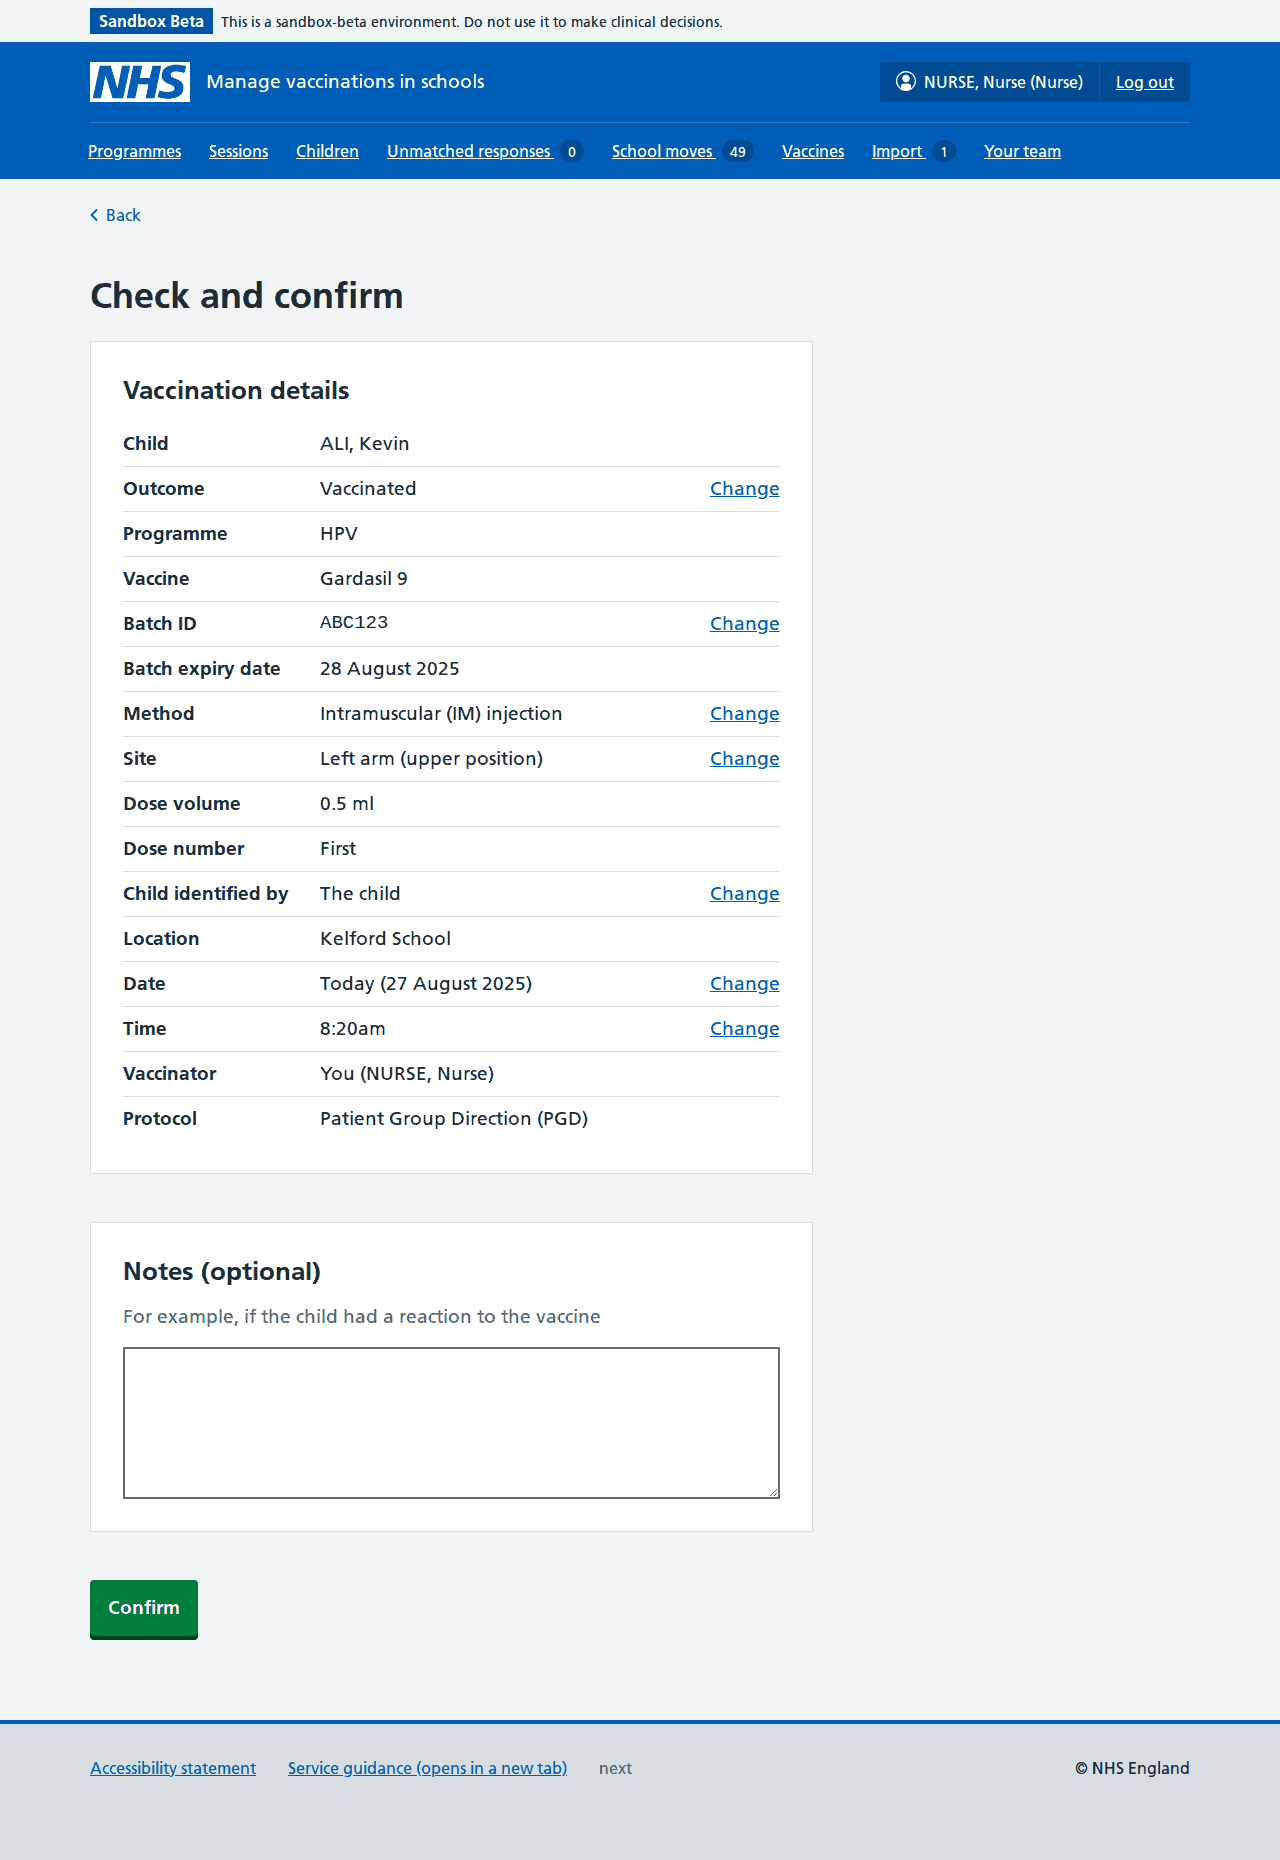 Sandbox Beta This is a sandbox-beta environment. Do not use it to make clinical decisions.
NHS Manage vaccinations in schools NURSE, Nurse (Nurse) Log out
Programmes Sessions Children Unmatched responses 0 School moves 49 Vaccines Import 1 Your team
Back
Check and confirm
Vaccination details
Child ALI, Kevin
Outcome Vaccinated Change
Programme HPV
Vaccine Gardasil 9
Batch ID ABC123 Change
Batch expiry date 28 August 2025
Method Intramuscular (IM) injection Change
Site Left arm (upper position) Change
Dose volume 0.5 ml
Dose number First
Child identified by The child Change
Location Kelford School
Date Today (27 August 2025) Change
Time 8:20am Change
Vaccinator You (NURSE, Nurse)
Protocol Patient Group Direction (PGD)
Notes (optional)
For example, if the child had a reaction to the vaccine
Confirm
Accessibility statement Service guidance (opens in a new tab) next © NHS England